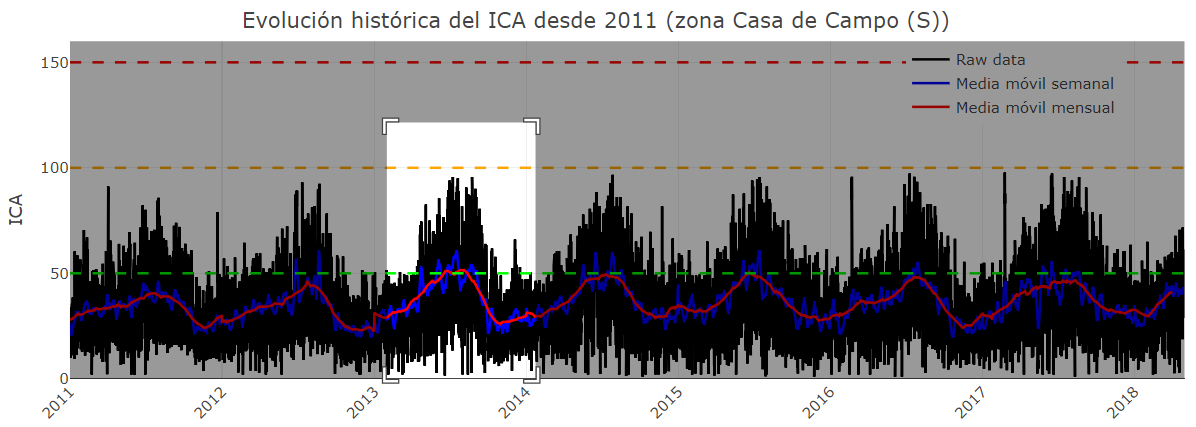 Evolución histórica del ICA desde 2011 (zona Casa de Campo (S))
Raw data
Media móvil semanal
Media móvil mensual
ICA
150
100
50
0
2011
2012
2013
2014
2015
2016
2017
2018